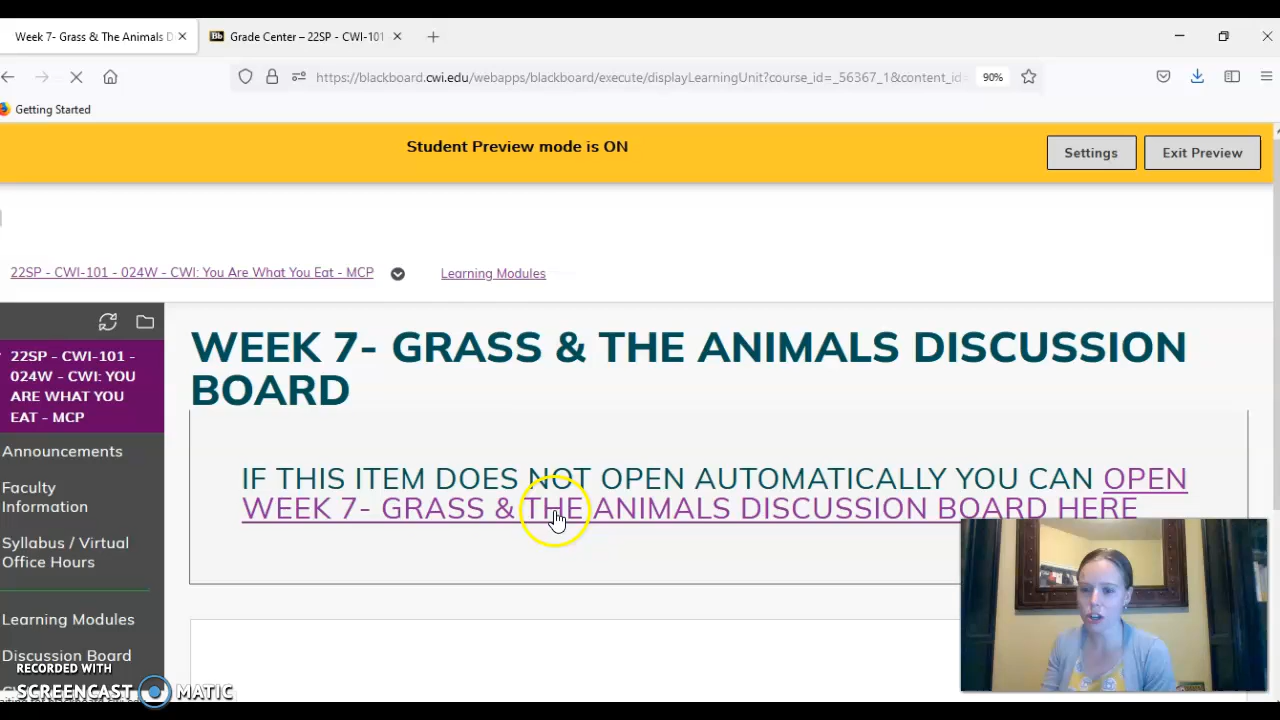 Week 7- Grass & The Animals D
Bb Grade Center – 22SP - CWI-101
https://blackboard.cwi.edu/webapps/blackboard/execute/displayLearningUnit?course_id=_56367_1&content_id=
90%
Getting Started
Student Preview mode is ON
Settings
Exit Preview
22SP - CWI-101 - 024W - CWI: You Are What You Eat - MCP
Learning Modules
22SP - CWI-101 -
024W - CWI: YOU
ARE WHAT YOU
EAT - MCP
Announcements
Faculty
Information
Syllabus / Virtual
Office Hours
Learning Modules
Discussion Board
WEEK 7- GRASS & THE ANIMALS DISCUSSION
BOARD
IF THIS ITEM DOES NOT OPEN AUTOMATICALLY YOU CAN OPEN
WEEK 7- GRASS & THE ANIMALS DISCUSSION BOARD HERE
RECORDED WITH
SCREENCAST MATIC